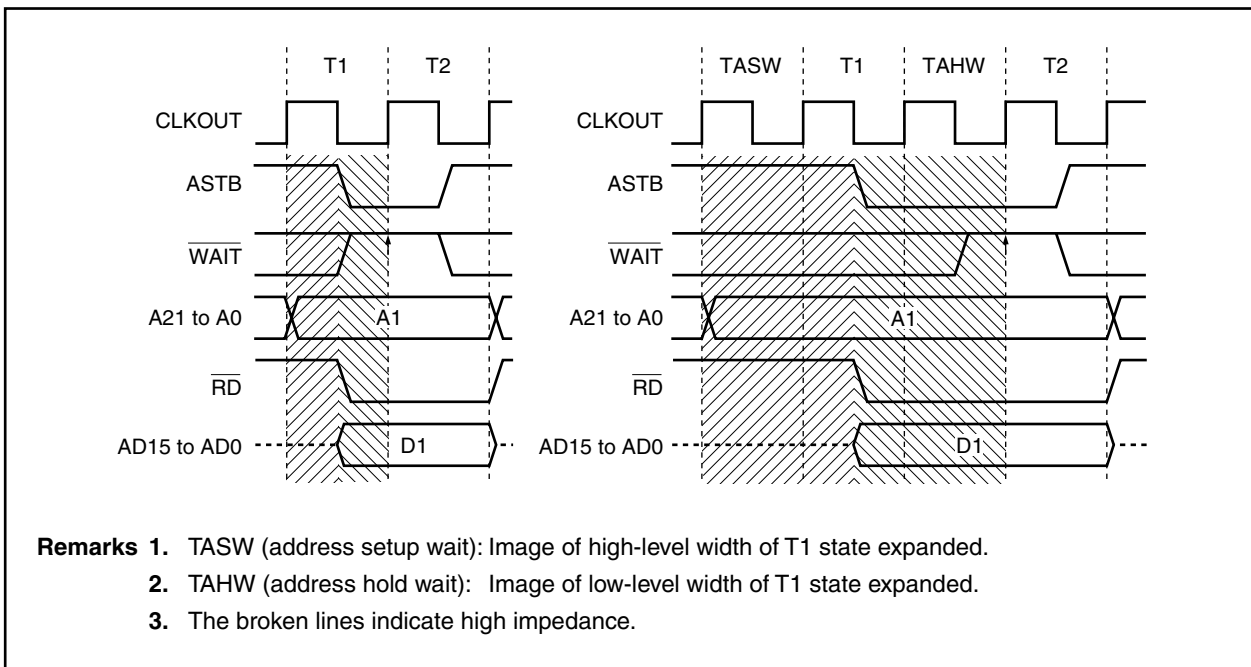 T1 T2
CLKOUT
ASTB
WAIT
A21 to A0 A1
RD
AD15 to AD0 D1
TASW T1 TAHW T2
CLKOUT
ASTB
WAIT
A21 to A0 A1
RD
AD15 to AD0 D1
Remarks 1. TASW (address setup wait): Image of high-level width of T1 state expanded.
2. TAHW (address hold wait): Image of low-level width of T1 state expanded.
3. The broken lines indicate high impedance.